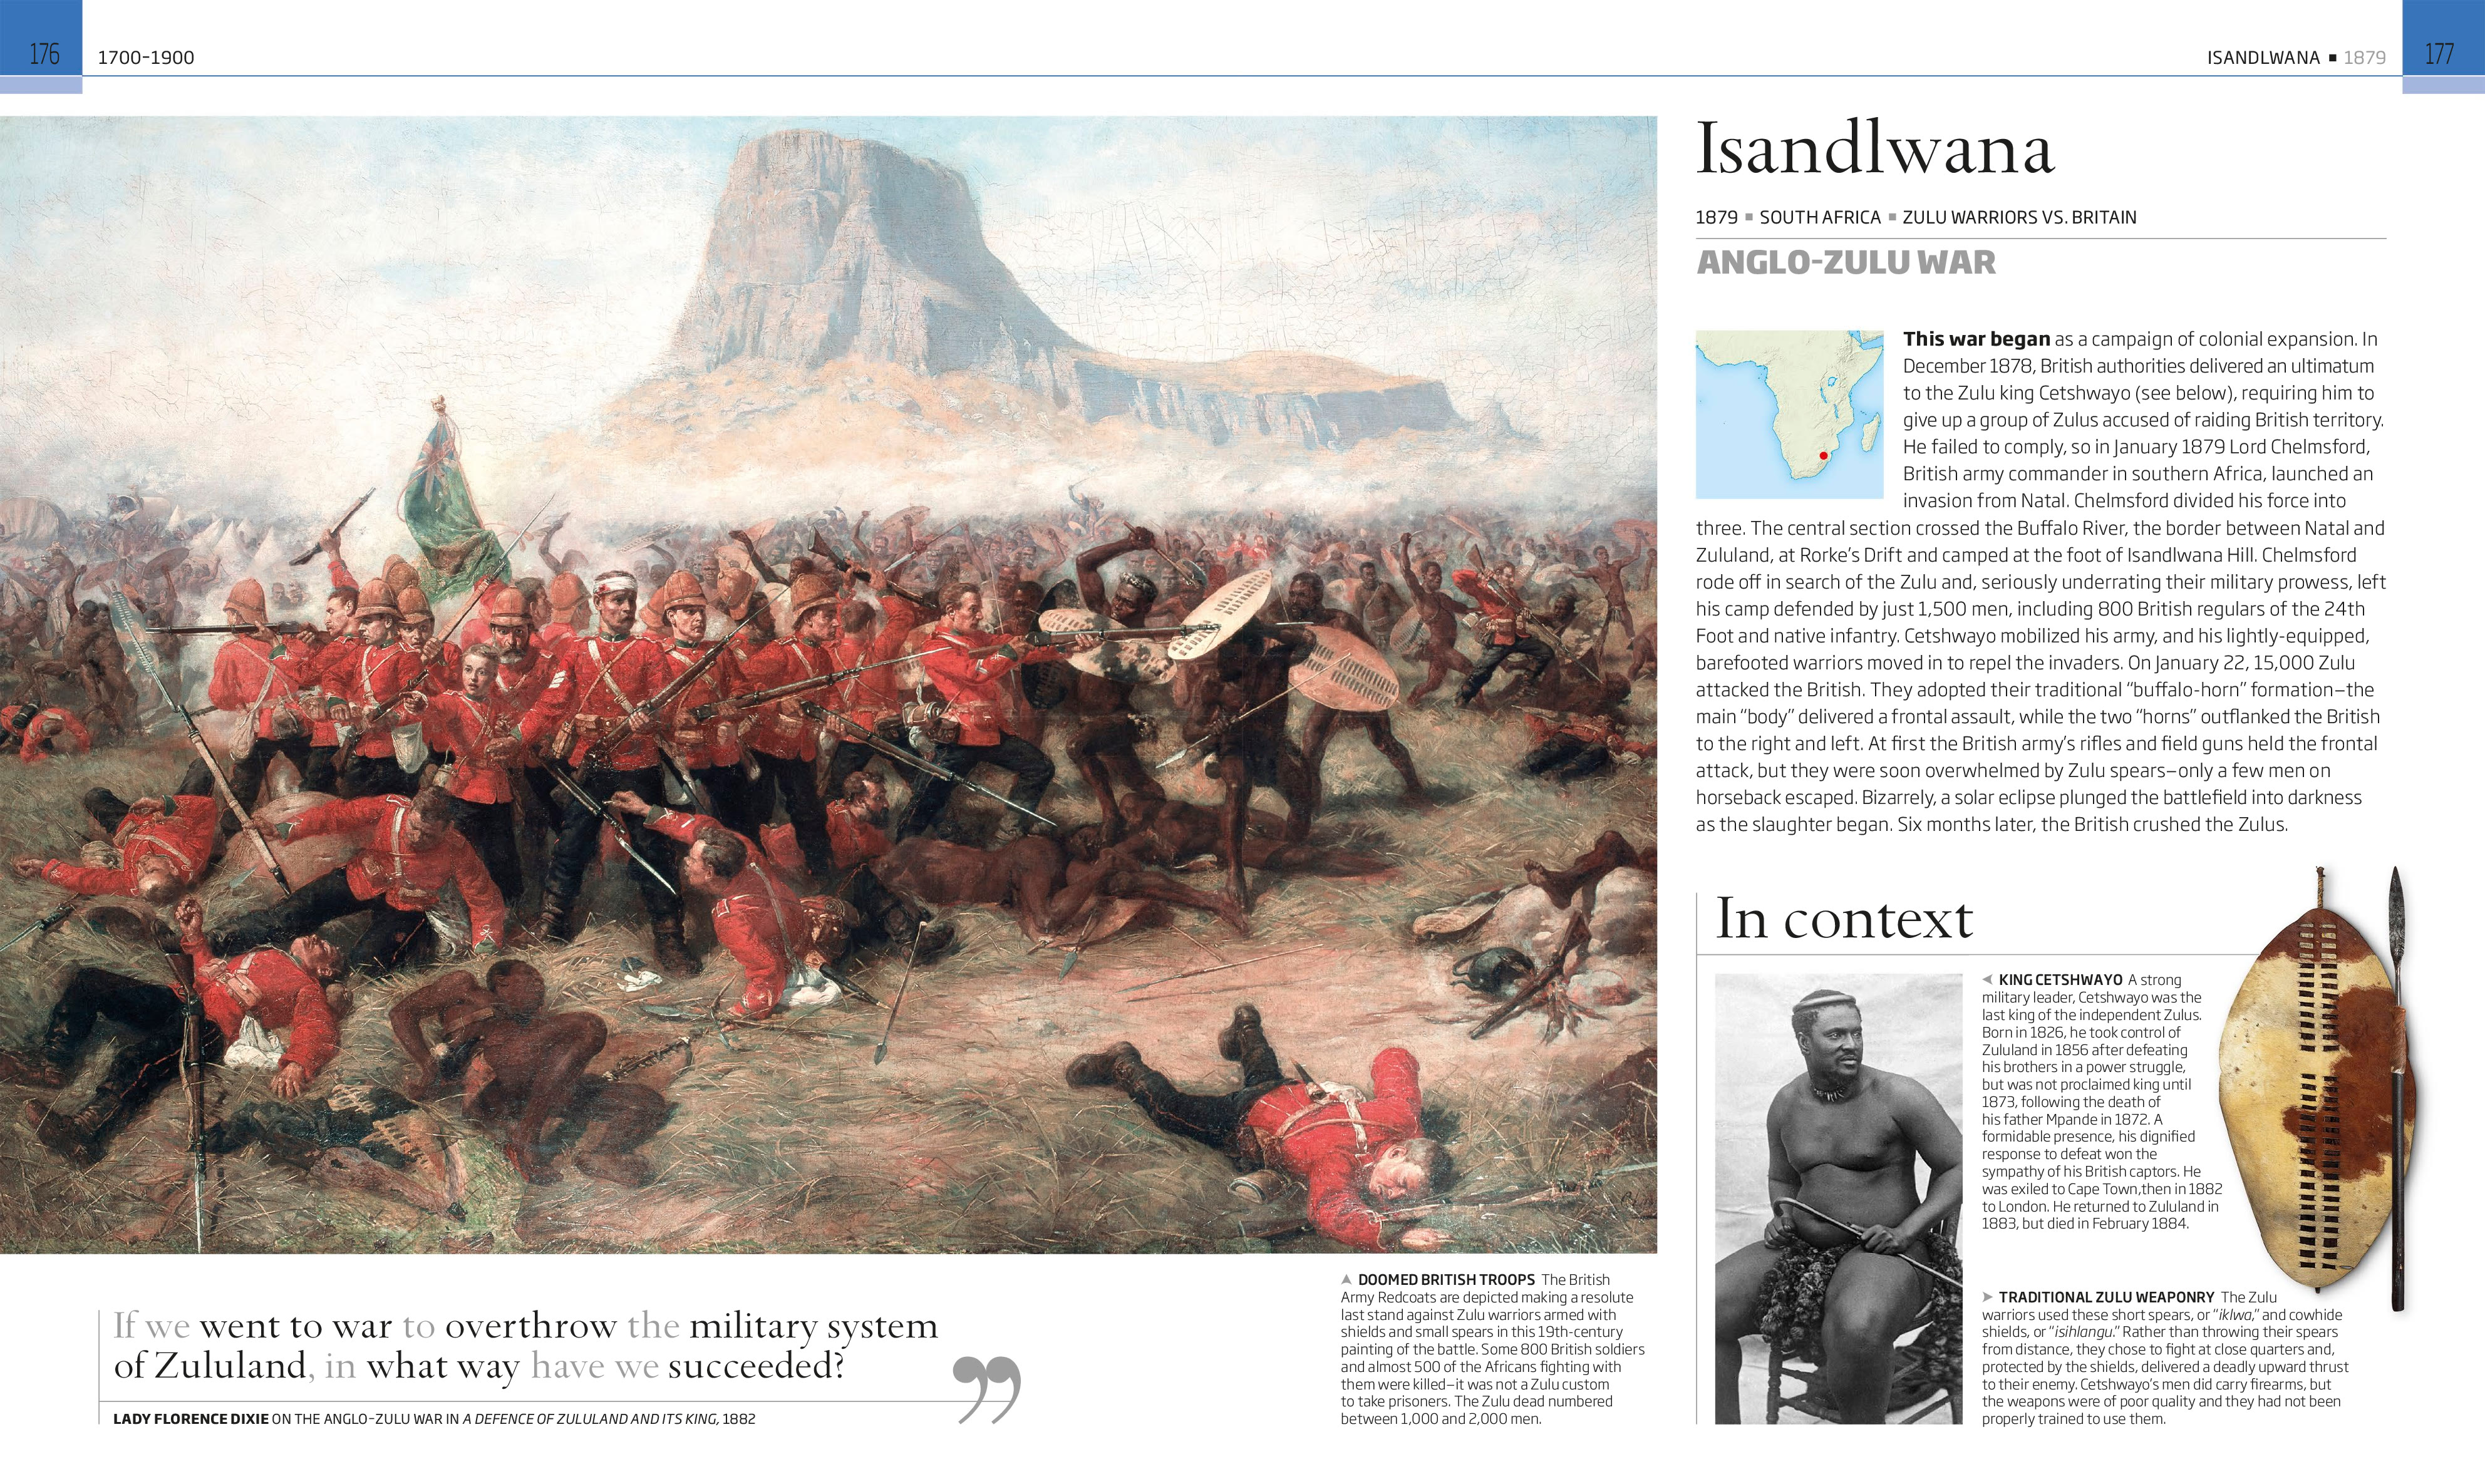 176
1700–1900
ISANDLWANA ■ 1879
177
Isandlwana
1879 ■ SOUTH AFRICA ■ ZULU WARRIORS VS. BRITAIN
ANGLO-ZULU WAR
This war began as a campaign of colonial expansion. In
December 1878, British authorities delivered an ultimatum
to the Zulu king Cetshwayo (see below), requiring him to
give up a group of Zulus accused of raiding British territory.
He failed to comply, so in January 1879 Lord Chelmsford,
British army commander in southern Africa, launched an
invasion from Natal. Chelmsford divided his force into
three. The central section crossed the Buffalo River, the border between Natal and
Zululand, at Rorke's Drift and camped at the foot of Isandlwana Hill. Chelmsford
rode off in search of the Zulu and, seriously underrating their military prowess, left
his camp defended by just 1,500 men, including 800 British regulars of the 24th
Foot and native infantry. Cetshwayo mobilized his army, and his lightly-equipped,
barefooted warriors moved in to repel the invaders. On January 22, 15,000 Zulu
attacked the British. They adopted their traditional “buffalo-horn” formation—the
main “body” delivered a frontal assault, while the two “horns” outflanked the British
to the right and left. At first the British army's rifles and field guns held the frontal
attack, but they were soon overwhelmed by Zulu spears—only a few men on
horseback escaped. Bizarrely, a solar eclipse plunged the battlefield into darkness
as the slaughter began. Six months later, the British crushed the Zulus.
In context
KING CETSHWAYO A strong
military leader, Cetshwayo was the
last king of the independent Zulus.
Born in 1826, he took control of
Zululand in 1856 after defeating
his brothers in a power struggle,
but was not proclaimed king until
1873, following the death of
his father Mpande in 1872. A
formidable presence, his dignified
response to defeat won the
sympathy of his British captors. He
was exiled to Cape Town,then in 1882
to London. He returned to Zululand in
1883, but died in February 1884.
TRADITIONAL ZULU WEAPONRY The Zulu
warriors used these short spears, or “iklwa,” and cowhide
shields, or “isihlangu.” Rather than throwing their spears
from distance, they chose to fight at close quarters and,
protected by the shields, delivered a deadly upward thrust
to their enemy. Cetshwayo's men did carry firearms, but
the weapons were of poor quality and they had not been
properly trained to use them.
DOOMED BRITISH TROOPS The British
Army Redcoats are depicted making a resolute
last stand against Zulu warriors armed with
shields and small spears in this 19th-century
painting of the battle. Some 800 British soldiers
and almost 500 of the Africans fighting with
them were killed—it was not a Zulu custom
to take prisoners. The Zulu dead numbered
between 1,000 and 2,000 men.
If we went to war to overthrow the military system
of Zululand, in what way have we succeeded?
”
LADY FLORENCE DIXIE ON THE ANGLO-ZULU WAR IN A DEFENCE OF ZULULAND AND ITS KING, 1882